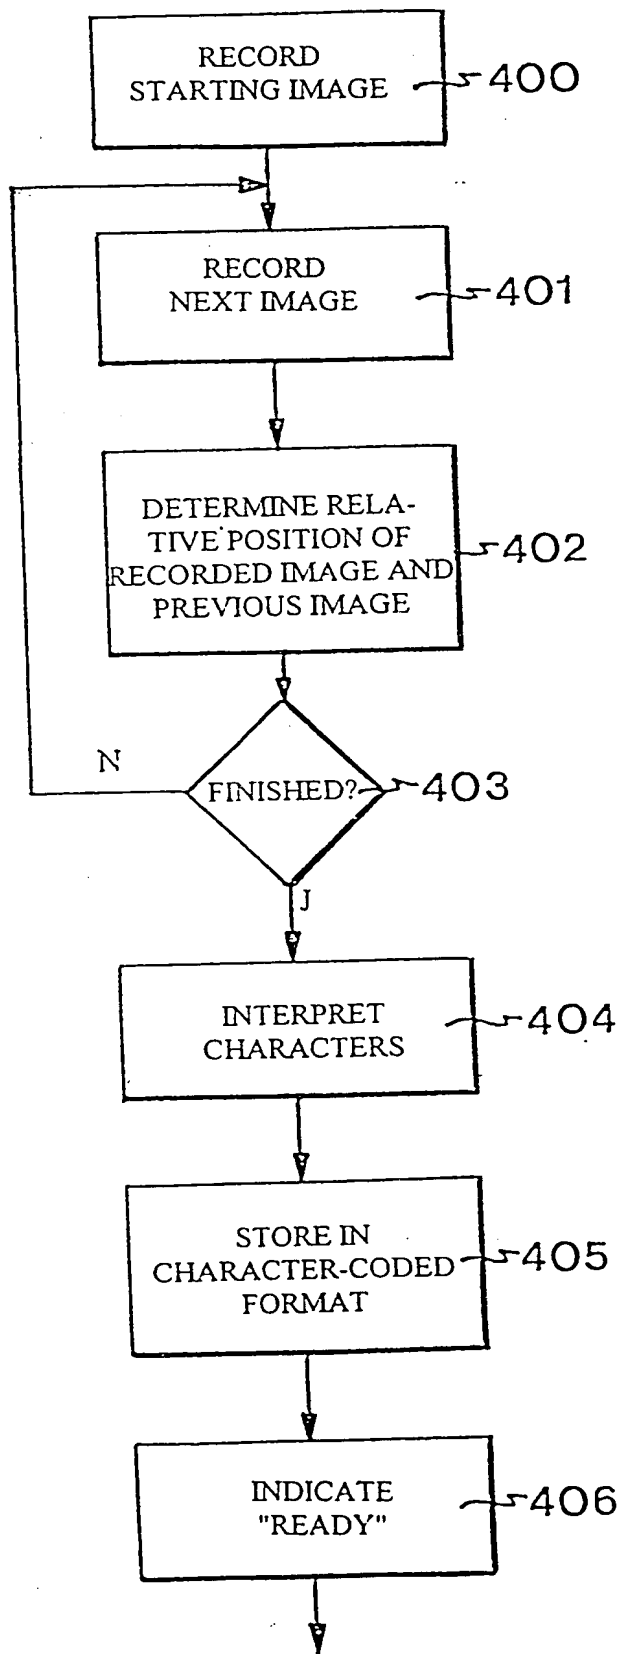 RECORD
STARTING IMAGE
400
RECORD
NEXT IMAGE
401
DETERMINE RELA-
TIVE POSITION OF
RECORDED IMAGE AND
PREVIOUS IMAGE
402
N
FINISHED?
403
J
INTERPRET
CHARACTERS
404
STORE IN
CHARACTER-CODED
FORMAT
405
INDICATE
"READY"
406